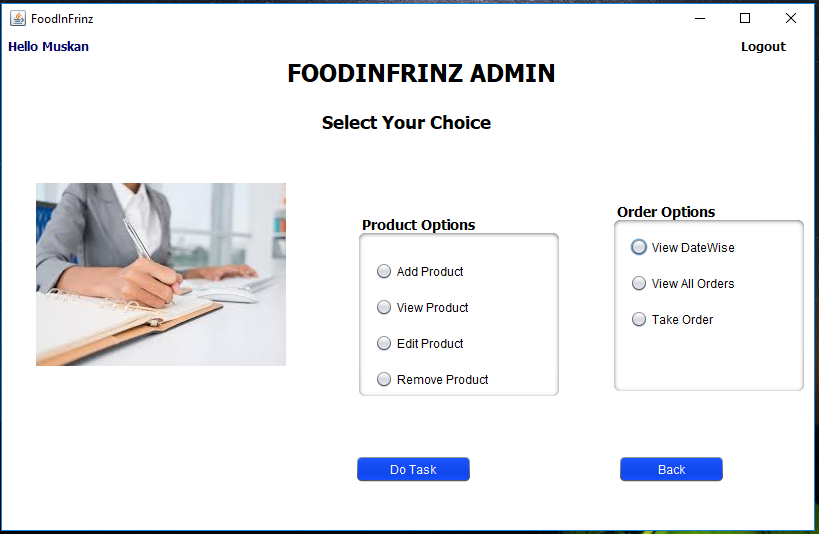 FoodInFrinz
Hello Muskan
Logout
FOODINFRINZ ADMIN
Select Your Choice
Product Options
Add Product
View Product
Edit Product
Remove Product
Order Options
View DateWise
View All Orders
Take Order
Do Task
Back